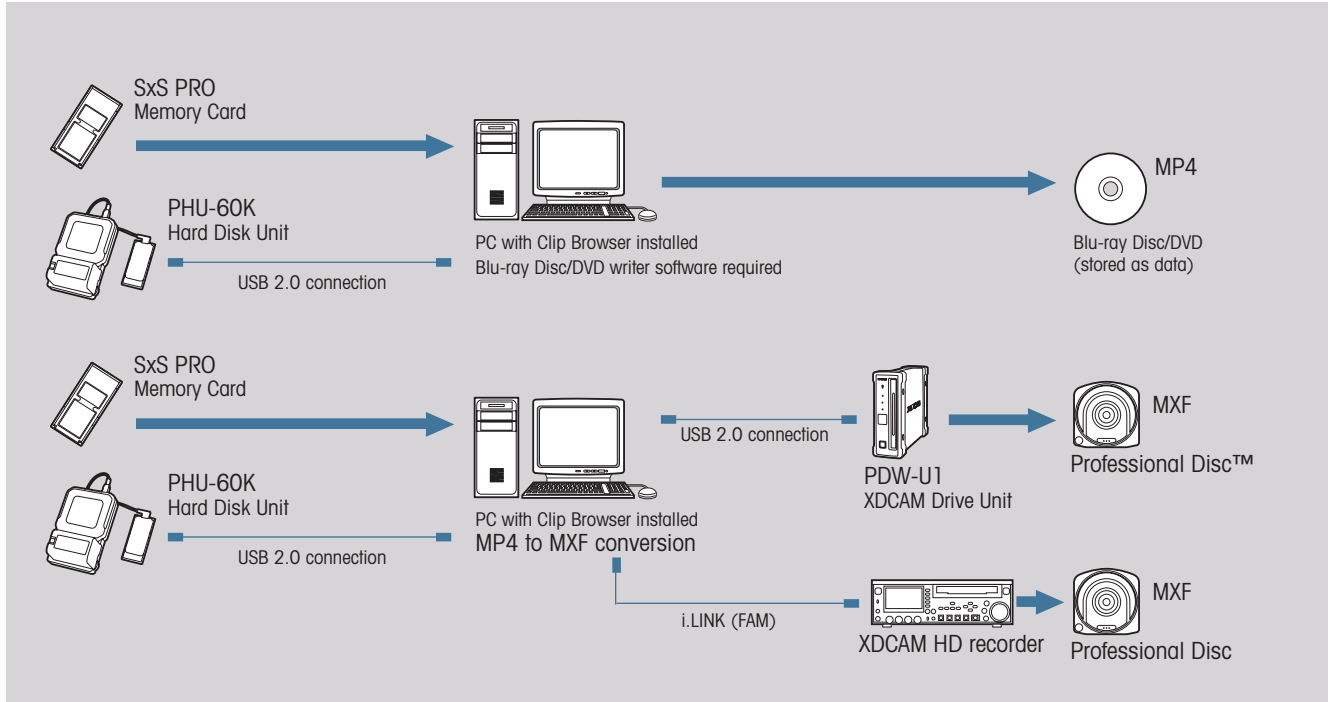 SxS PRO
Memory Card
MP4
PHU-60K
Hard Disk Unit
PC with Clip Browser installed
Blu-ray Disc/DVD writer software required
Blu-ray Disc/DVD
(stored as data)
USB 2.0 connection
SxS PRO
Memory Card
MXF
USB 2.0 connection
Professional Disc™
PHU-60K
Hard Disk Unit
PDW-U1
XDCAM Drive Unit
PC with Clip Browser installed
MP4 to MXF conversion
USB 2.0 connection
MXF
i.LINK (FAM)
XDCAM HD recorder
Professional Disc